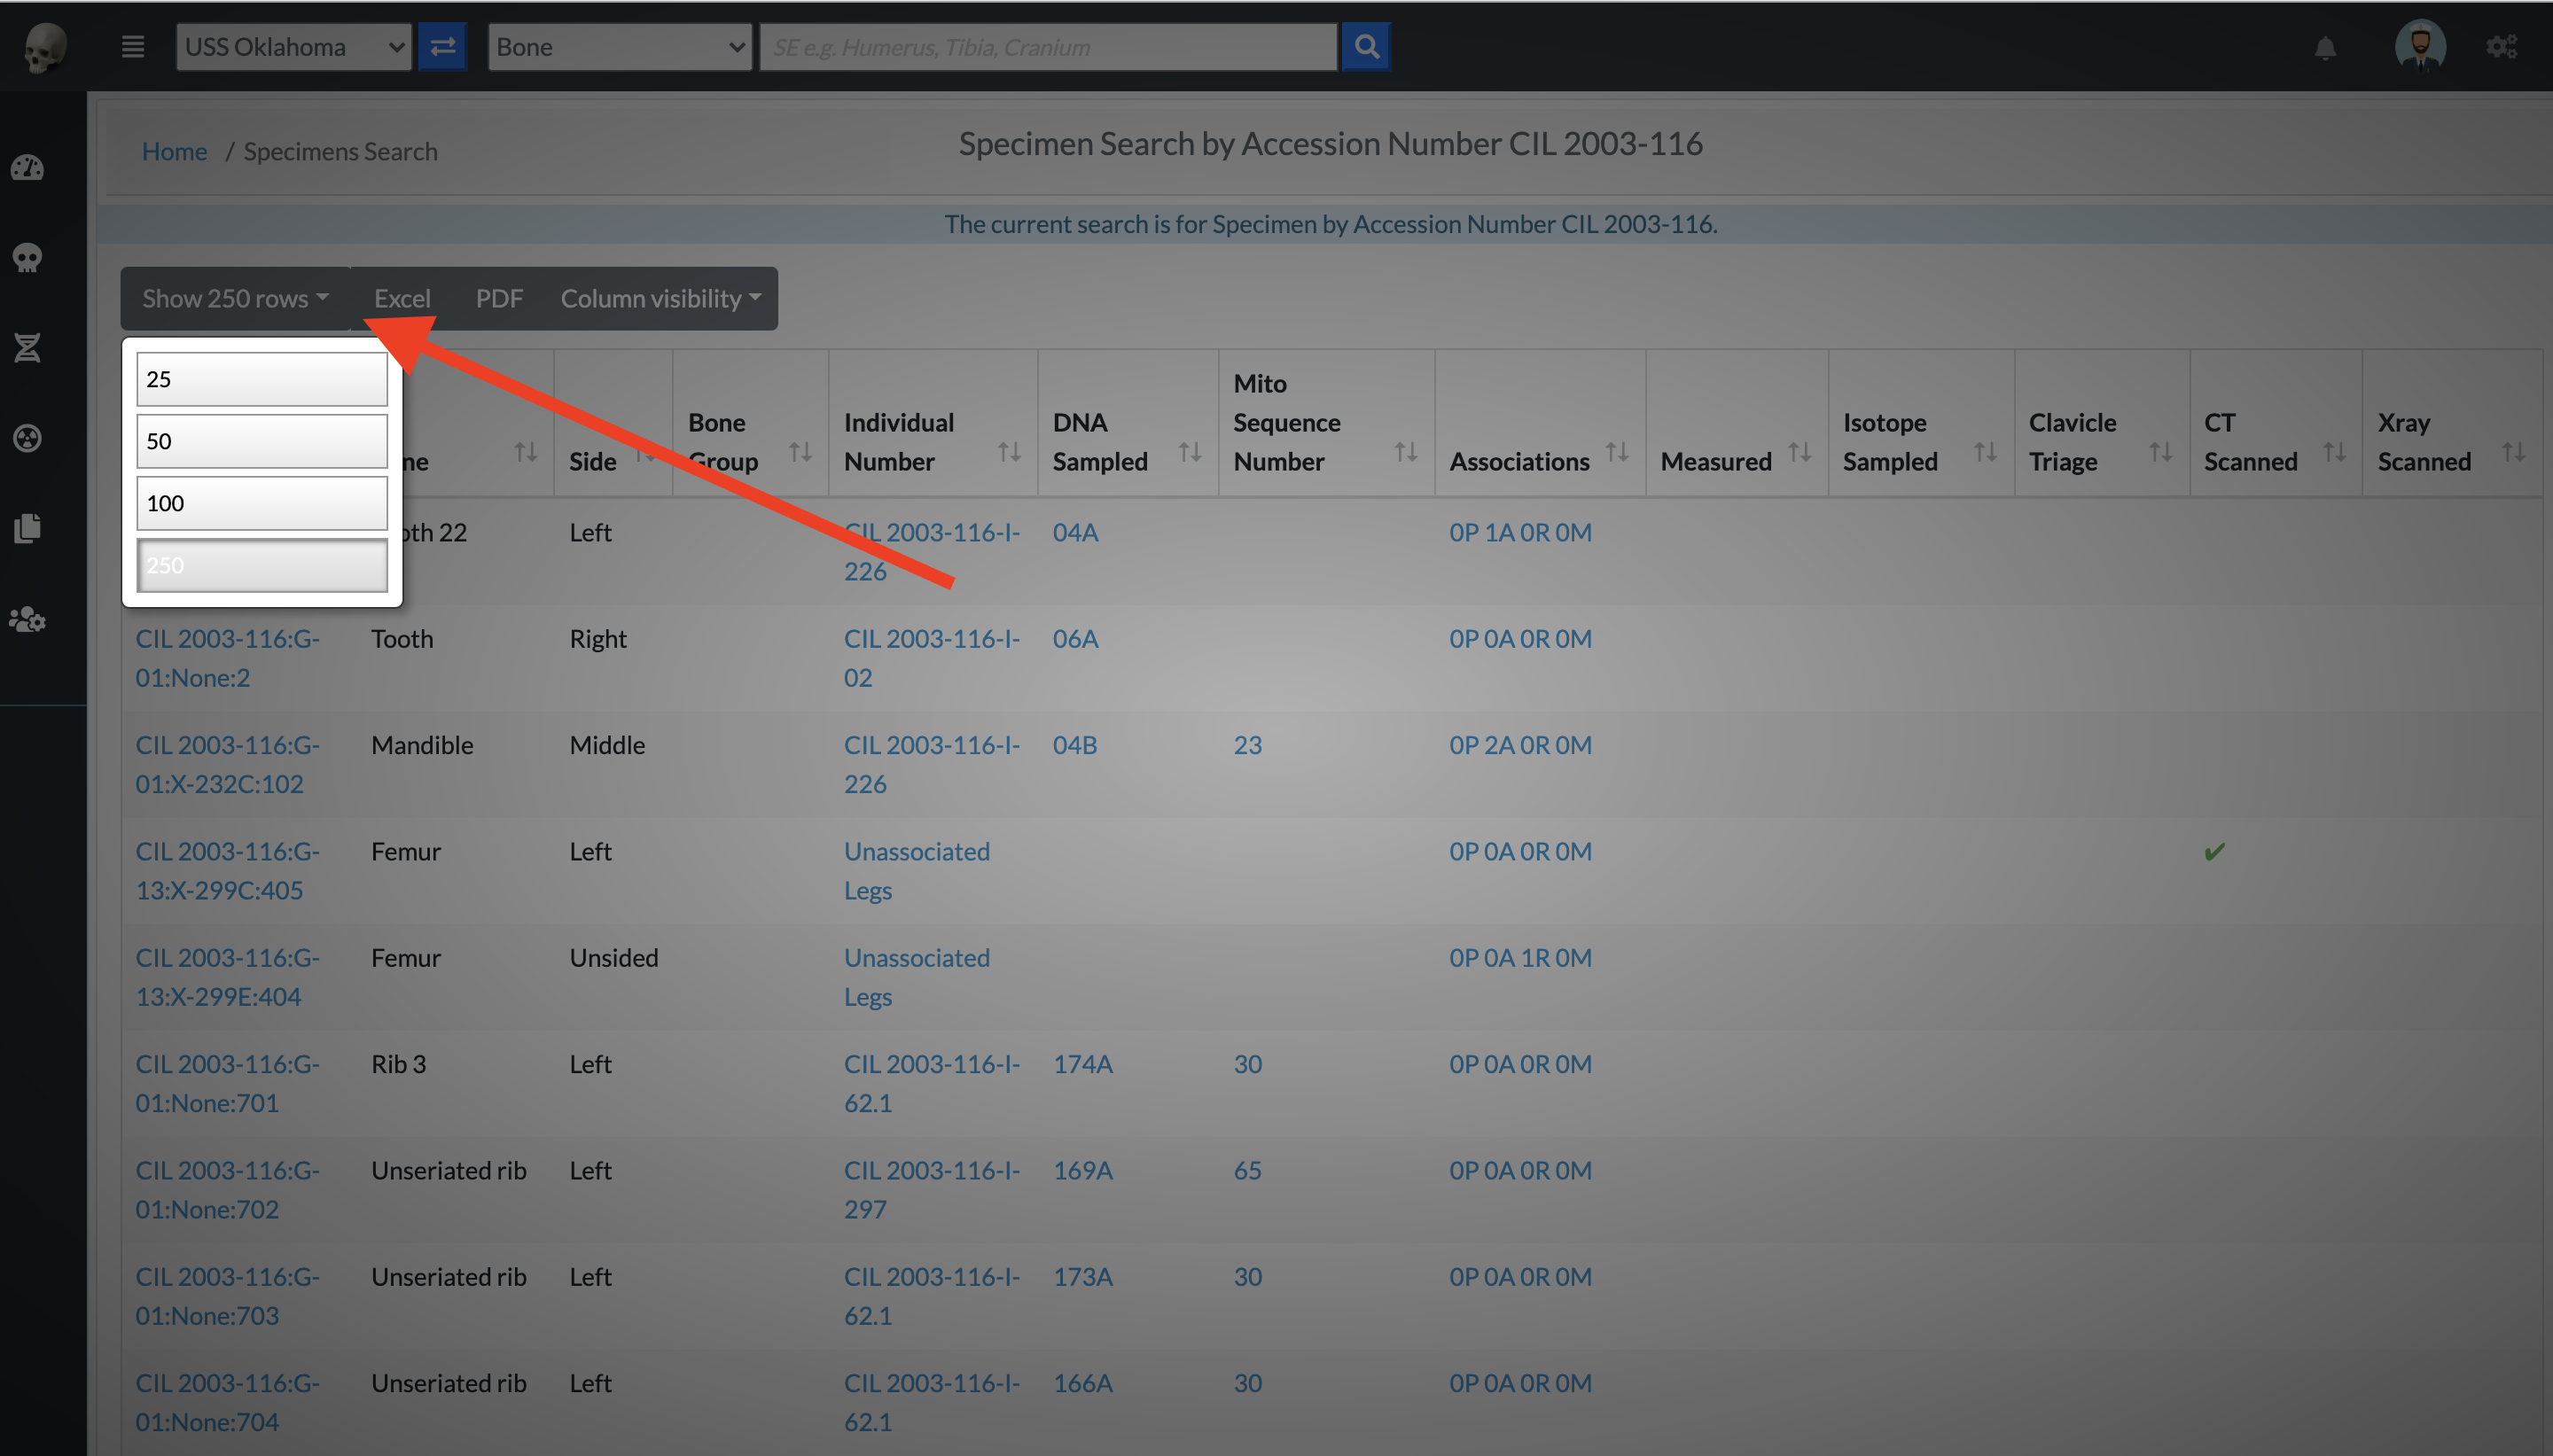 USS Oklahoma
Bone
SE e.g. Humerus, Tibia, Cranium
Home / Specimens Search
Specimen Search by Accession Number CIL 2003-116
The current search is for Specimen by Accession Number CIL 2003-116.
Show 250 rows Excel PDF Column visibility
25
50
100
250
ne
Side
Bone
Group
Individual
Number
DNA
Sampled
Mito
Sequence
Number
Associations
Measured
Isotope
Sampled
Clavicle
Triage
CT
Scanned
Xray
Scanned
oth 22 Left CIL 2003-116-I- 04A 0P 1A 0R 0M
226
CIL 2003-116:G- Tooth Right CIL 2003-116-I- 06A 0P 0A 0R 0M
01:None:2 02
CIL 2003-116:G- Mandible Middle CIL 2003-116-I- 04B 23 0P 2A 0R 0M
01:X-232C:102 226
CIL 2003-116:G- Femur Left Unassociated 0P 0A 0R 0M ✔
13:X-299C:405 Legs
CIL 2003-116:G- Femur Unsided Unassociated 0P 0A 1R 0M
13:X-299E:404 Legs
CIL 2003-116:G- Rib 3 Left CIL 2003-116-I- 174A 30 0P 0A 0R 0M
01:None:701 62.1
CIL 2003-116:G- Unseriated rib Left CIL 2003-116-I- 169A 65 0P 0A 0R 0M
01:None:702 297
CIL 2003-116:G- Unseriated rib Left CIL 2003-116-I- 173A 30 0P 0A 0R 0M
01:None:703 62.1
CIL 2003-116:G- Unseriated rib Left CIL 2003-116-I- 166A 30 0P 0A 0R 0M
01:None:704 62.1